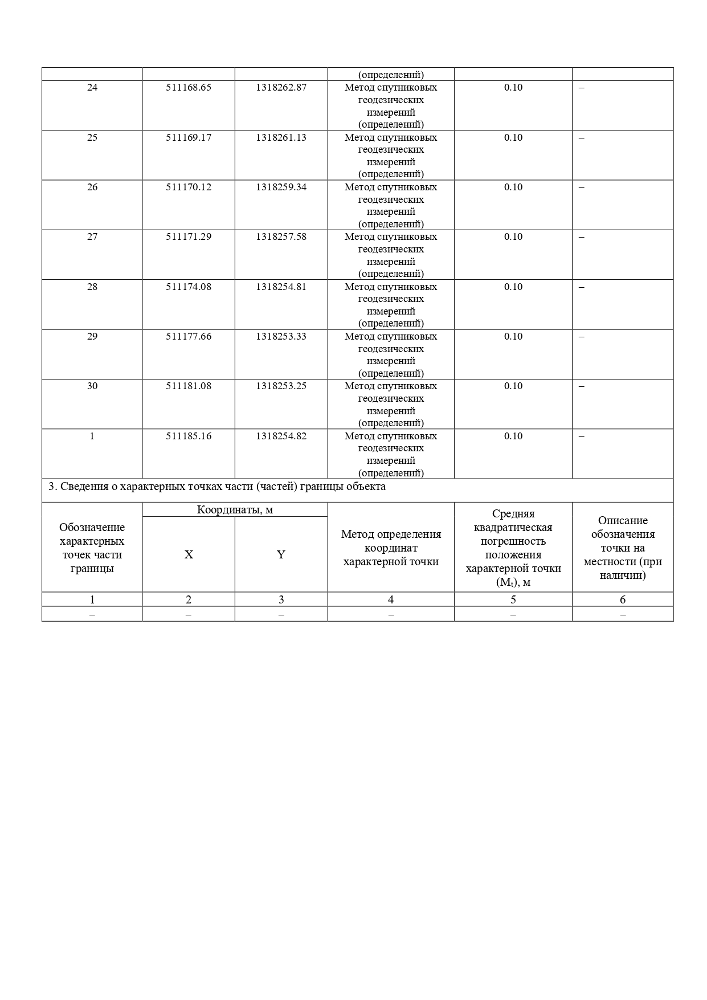 (определений)
24 511168.65 1318262.87 Метод спутниковых 0.10 –
геодезических
измерений
(определений)
25 511169.17 1318261.13 Метод спутниковых 0.10 –
геодезических
измерений
(определений)
26 511170.12 1318259.34 Метод спутниковых 0.10 –
геодезических
измерений
(определений)
27 511171.29 1318257.58 Метод спутниковых 0.10 –
геодезических
измерений
(определений)
28 511174.08 1318254.81 Метод спутниковых 0.10 –
геодезических
измерений
(определений)
29 511177.66 1318253.33 Метод спутниковых 0.10 –
геодезических
измерений
(определений)
30 511181.08 1318253.25 Метод спутниковых 0.10 –
геодезических
измерений
(определений)
1 511185.16 1318254.82 Метод спутниковых 0.10 –
геодезических
измерений
(определений)
3. Сведения о характерных точках части (частей) границы объекта
Обозначение
характерных
точек части
границы
Координаты, м
X
Y
Метод определения
координат
характерной точки
Средняя
квадратическая
погрешность
положения
характерной точки
(Mt), м
Описание
обозначения
точки на
местности (при
наличии)
1 2 3 4 5 6
– – – – – –